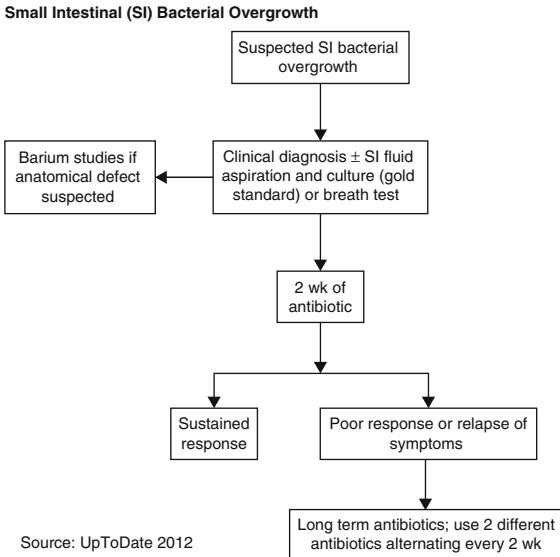 Small Intestinal (SI) Bacterial Overgrowth
Suspected SI bacterial
overgrowth
Barium studies if
anatomical defect
suspected
Clinical diagnosis ± SI fluid
aspiration and culture (gold
standard) or breath test
2 wk of
antibiotic
Sustained
response
Poor response or relapse of
symptoms
Long term antibiotics; use 2 different
antibiotics alternating every 2 wk
Source: UpToDate 2012